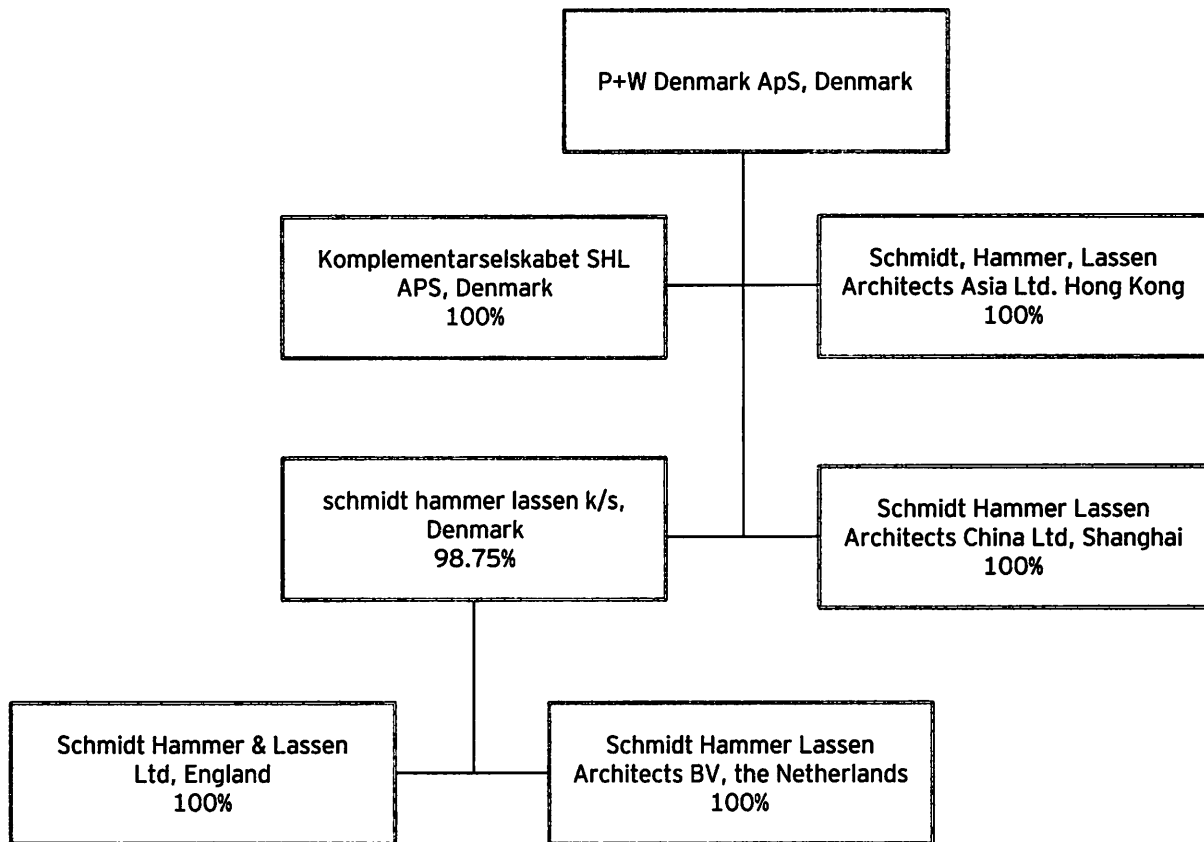 P+W Denmark ApS, Denmark
Komplementarselskabet SHL
APS, Denmark
100%
Schmidt, Hammer, Lassen
Architects Asia Ltd. Hong Kong
100%
schmidt hammer lassen k/s,
Denmark
98.75%
Schmidt Hammer Lassen
Architects China Ltd, Shanghai
100%
Schmidt Hammer & Lassen
Ltd, England
100%
Schmidt Hammer Lassen
Architects BV, the Netherlands
100%